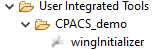 User Integrated Tools
CPACS_demo
wingInitializer